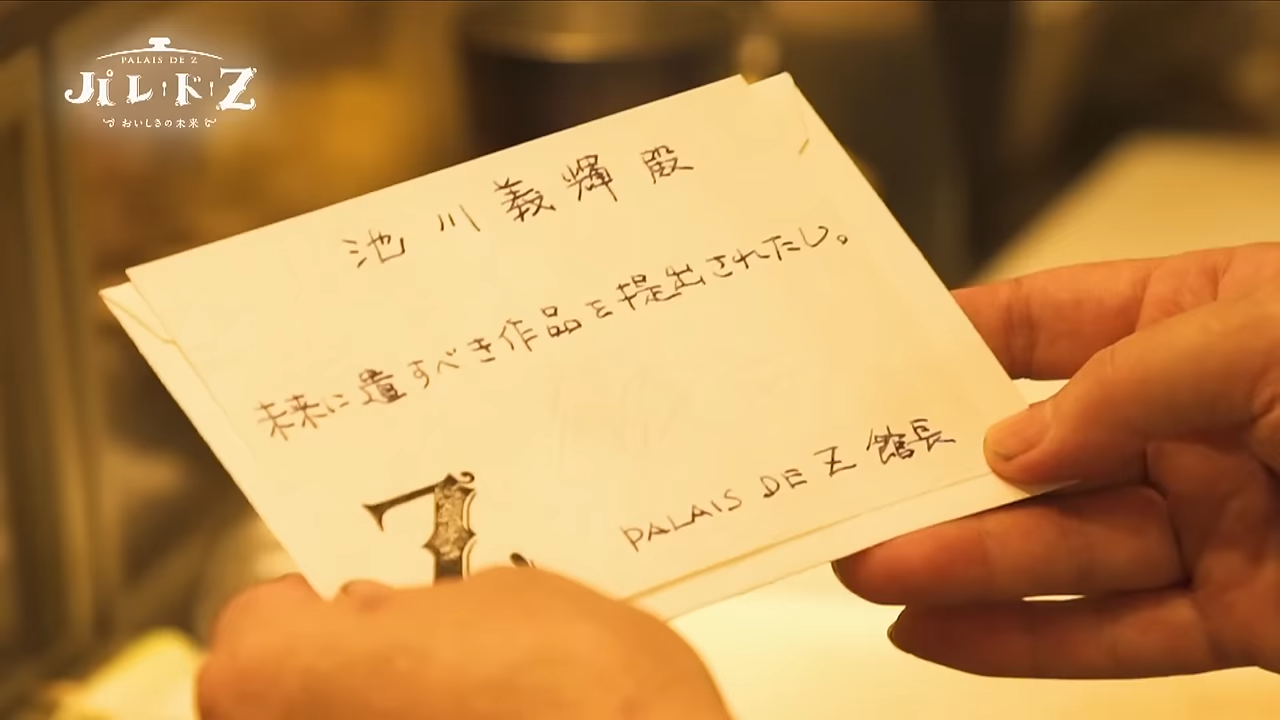 PALAIS DE Z
パレ・ド・Z
おいしさの未来
池川義輝 殿
未来に遺すべき作品を提出されたし。
PALAIS DE Z 館長